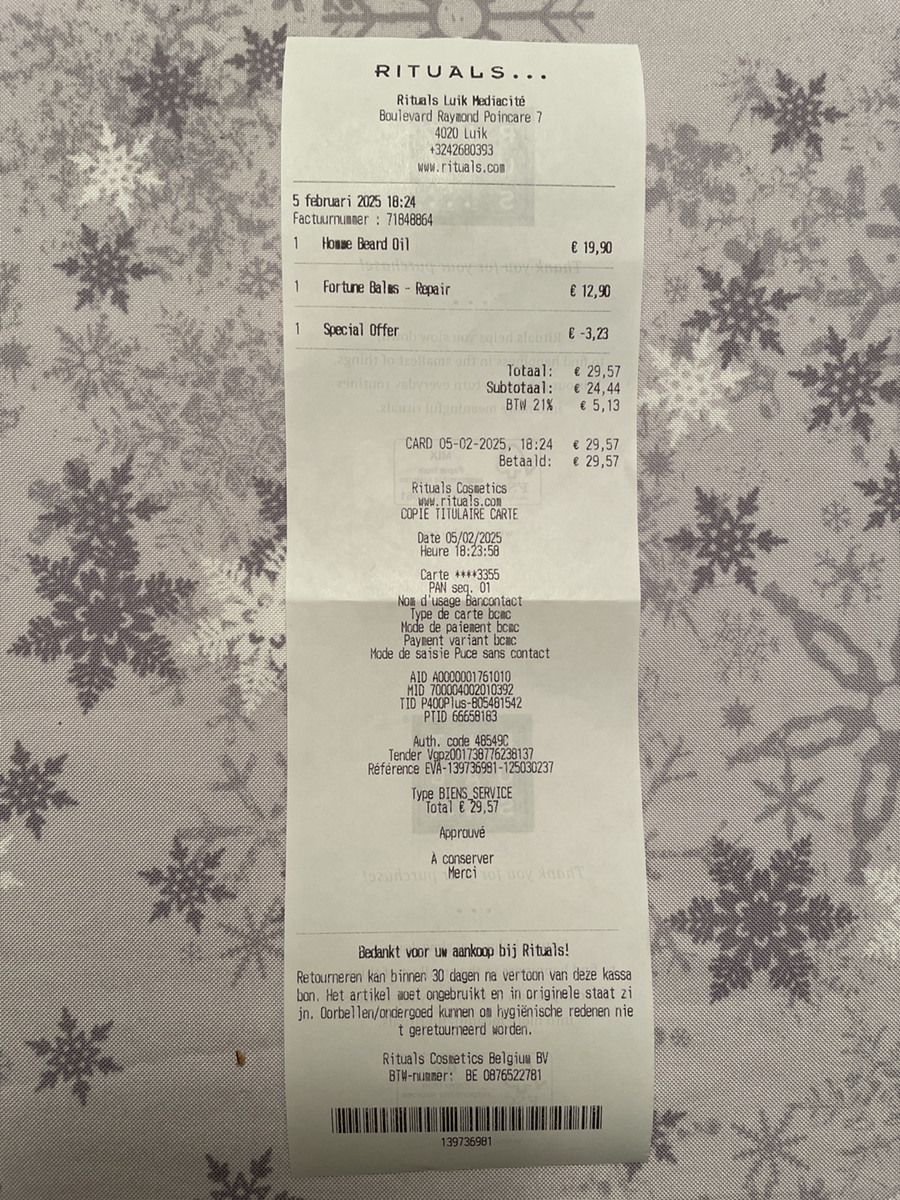 RITUALS...
Rituals Luik Mediacité
Boulevard Raymond Poincare 7
4020 Luik
+3242680393
www.rituals.com
5 februari 2025 18:24
Factuurnummer : 71848864
1 Homme Beard Oil € 19,90
1 Fortune Balms - Repair € 12,90
1 Special Offer € -3,23
Totaal: € 29,57
Subtotaal: € 24,44
BTW 21% € 5,13
CARD 05-02-2025, 18:24 € 29,57
Betaald: € 29,57
Rituals Cosmetics
www.rituals.com
COPIE TITULAIRE CARTE
Date 05/02/2025
Heure 18:23:58
Carte ****3355
PAN seq. 01
Nom d'usage Bancontact
Type de carte bcmc
Mode de paiement bcmc
Payment variant bcmc
Mode de saisie Puce sans contact
AID A0000001761010
MID 700004002010392
TID P400Plus-805481542
PTID 66658183
Auth. code 48549C
Tender Vgpz001738776238137
Référence EVA-139736981-125030237
Type BIENS_SERVICE
Total € 29,57
Approuvé
A conserver
Merci
Bedankt voor uw aankoop bij Rituals!
Retourneren kan binnen 30 dagen na vertoon van deze kassa
bon. Het artikel moet ongebruikt en in originele staat zi
jn. Oorbellen/ondergoed kunnen om hygiënische redenen nie
t geretourneerd worden.
Rituals Cosmetics Belgium BV
BTW-nummer: BE 0876522781
139736981